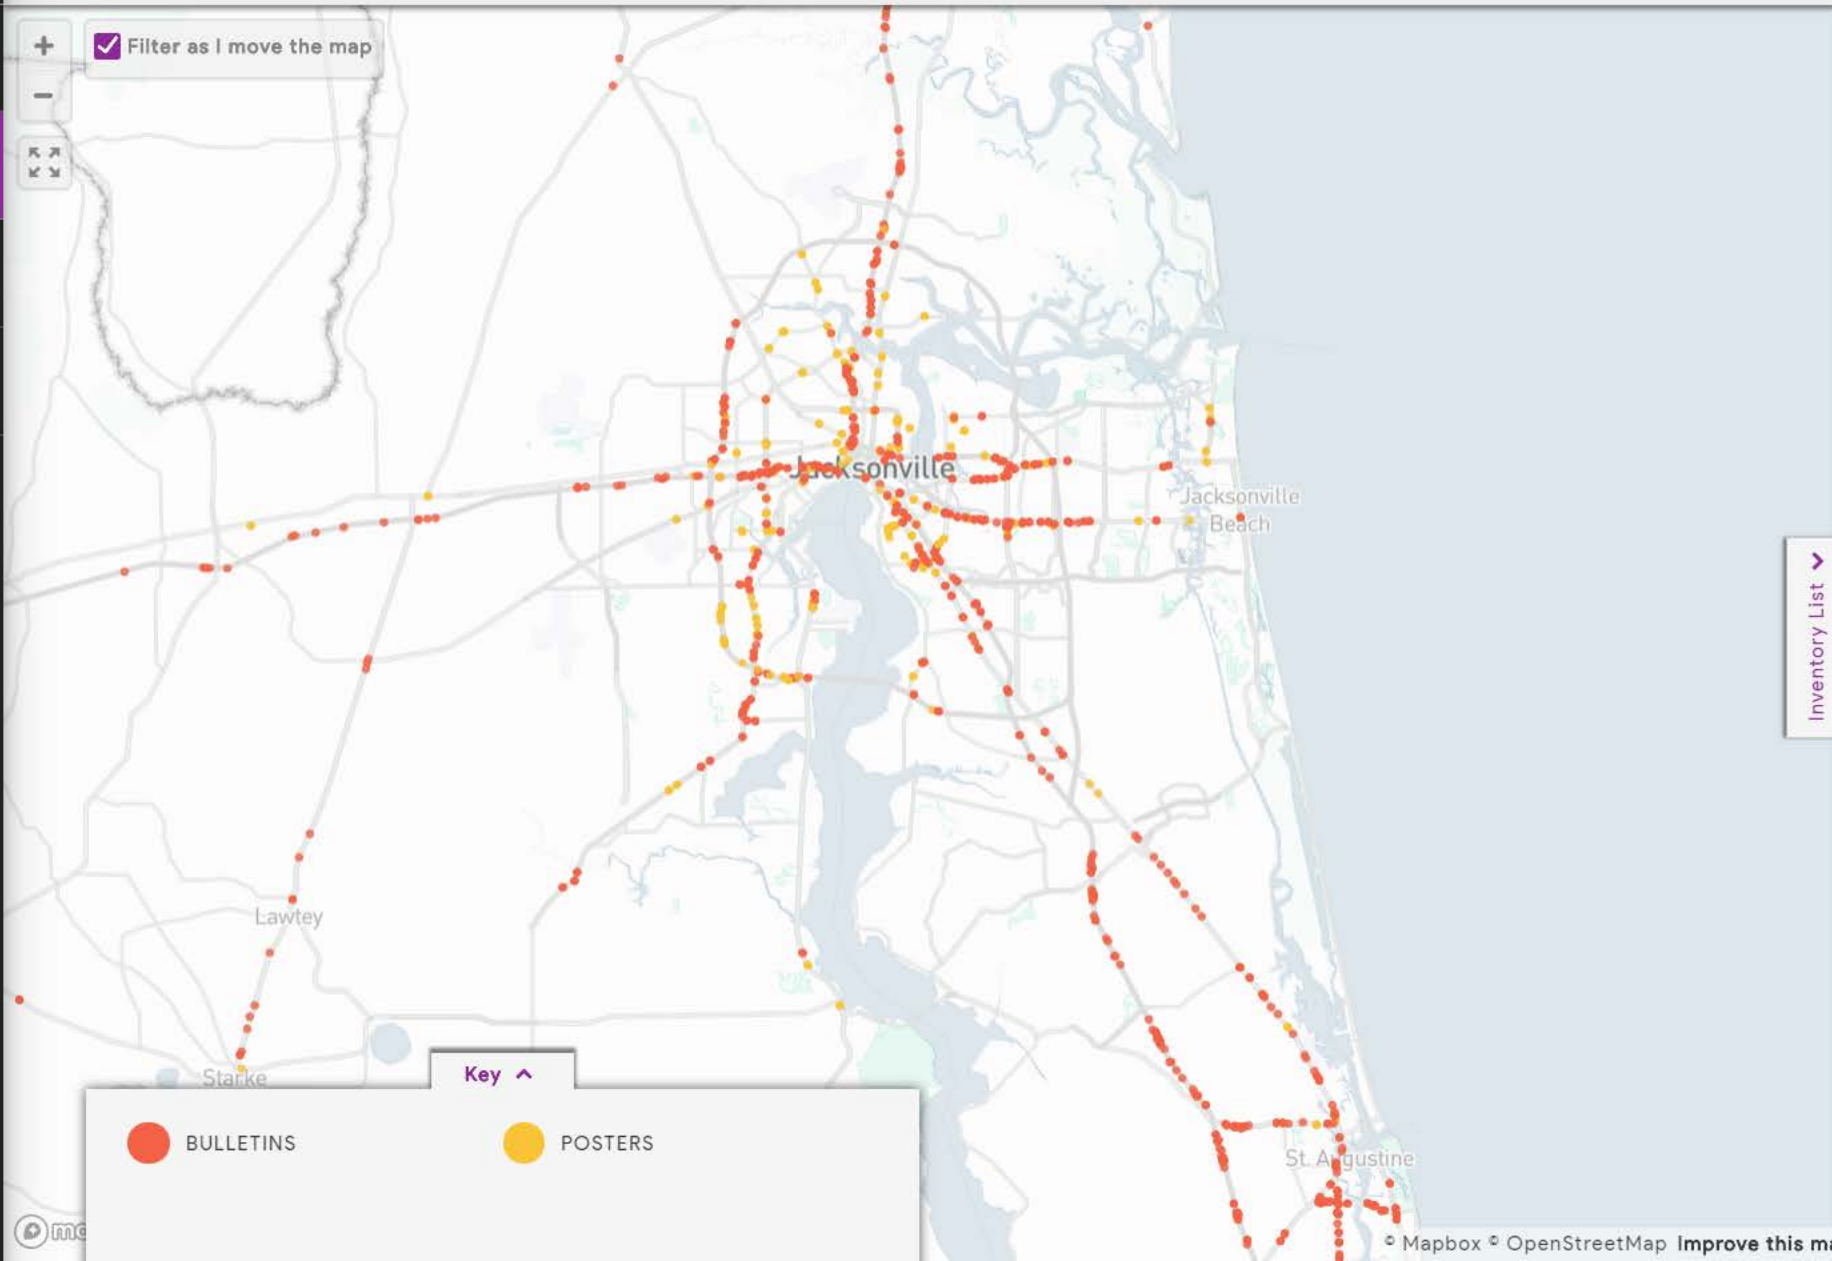 +
Filter as I move the map
−
Jacksonville
Jacksonville
Beach
Inventory List
Lawtey
Starke
Key
BULLETINS
POSTERS
St. Augustine
© Mapbox © OpenStreetMap Improve this